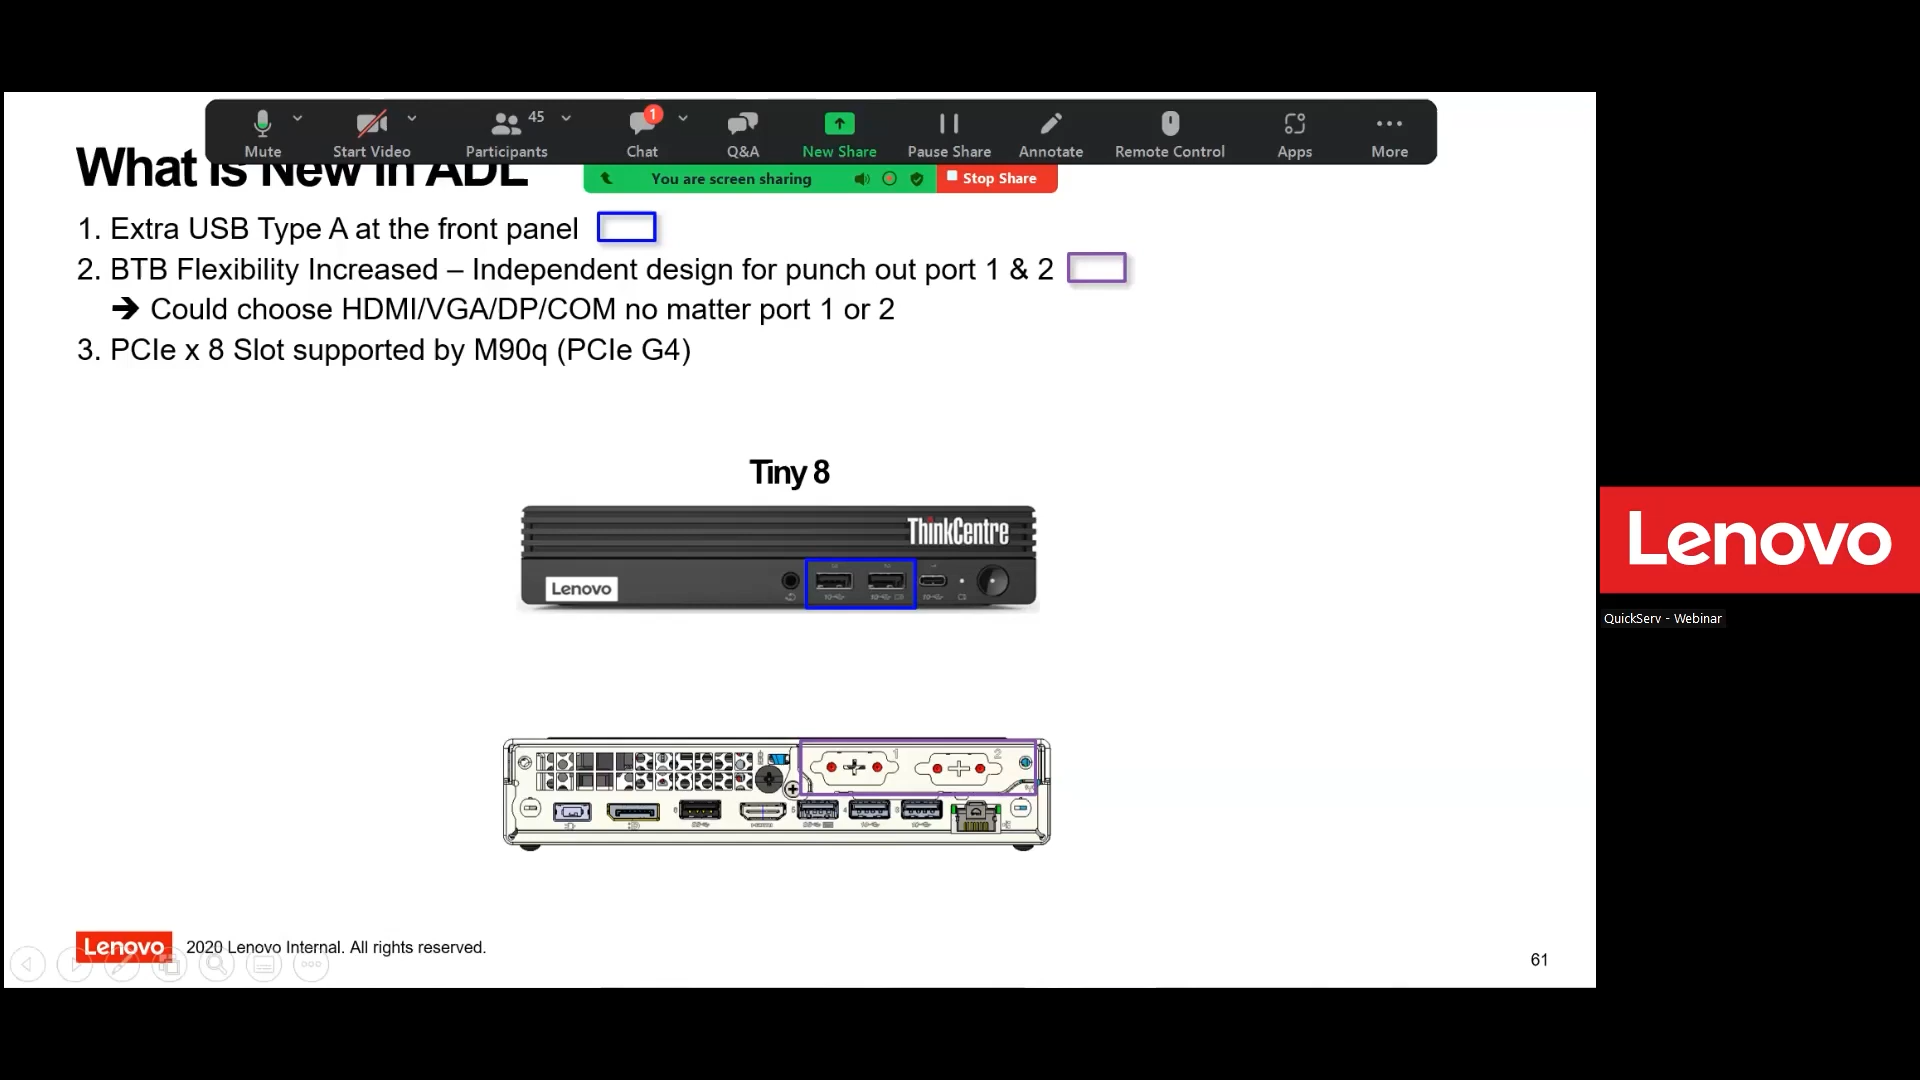 45
1
Mute
Start Video
Participants
Chat
Q&A
New Share
Pause Share
Annotate
Remote Control
Apps
More
What is New in ADL
You are screen sharing
Stop Share
1. Extra USB Type A at the front panel
2. BTB Flexibility Increased – Independent design for punch out port 1 & 2
➔ Could choose HDMI/VGA/DP/COM no matter port 1 or 2
3. PCIe x 8 Slot supported by M90q (PCIe G4)
Tiny 8
ThinkCentre
Lenovo
1
2
Lenovo
2020 Lenovo Internal. All rights reserved.
61
Lenovo
QuickServ - Webinar